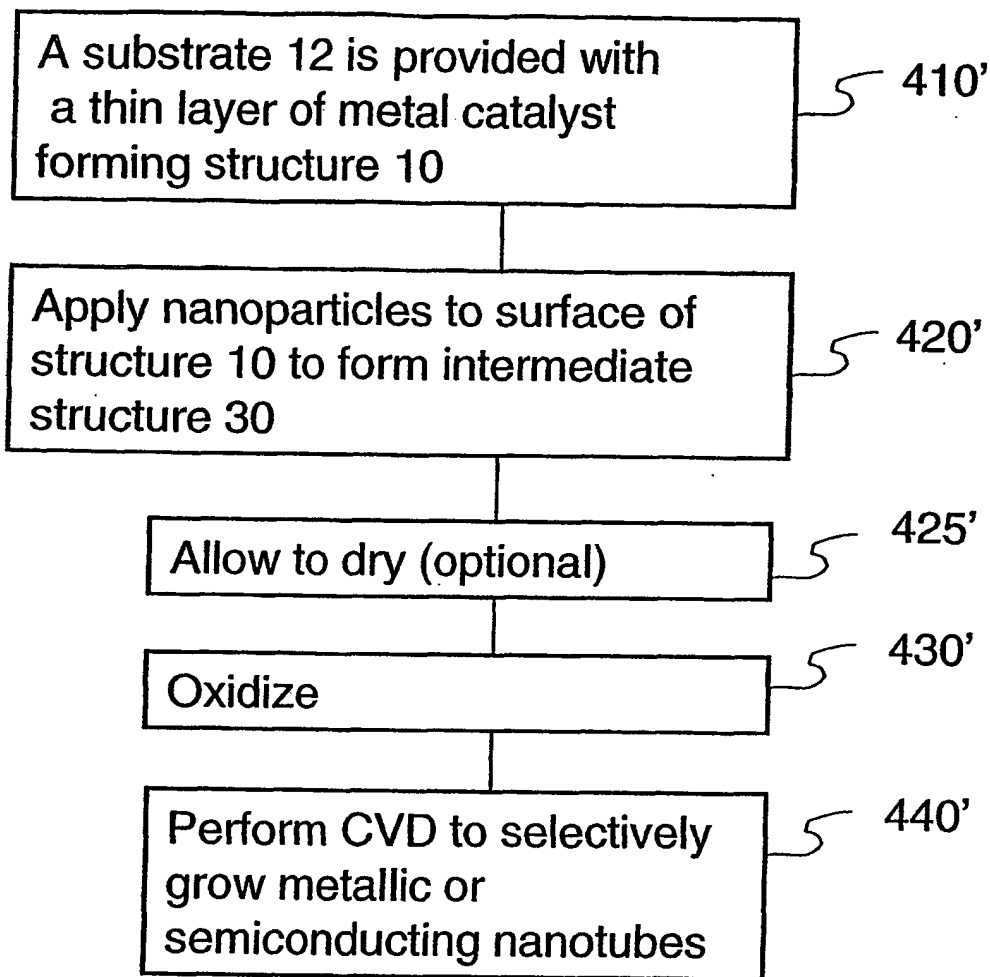 A substrate 12 is provided with
a thin layer of metal catalyst
forming structure 10
410’
Apply nanoparticles to surface of
structure 10 to form intermediate
structure 30
420’
Allow to dry (optional)
425’
Oxidize
430’
Perform CVD to selectively
grow metallic or
semiconducting nanotubes
440’